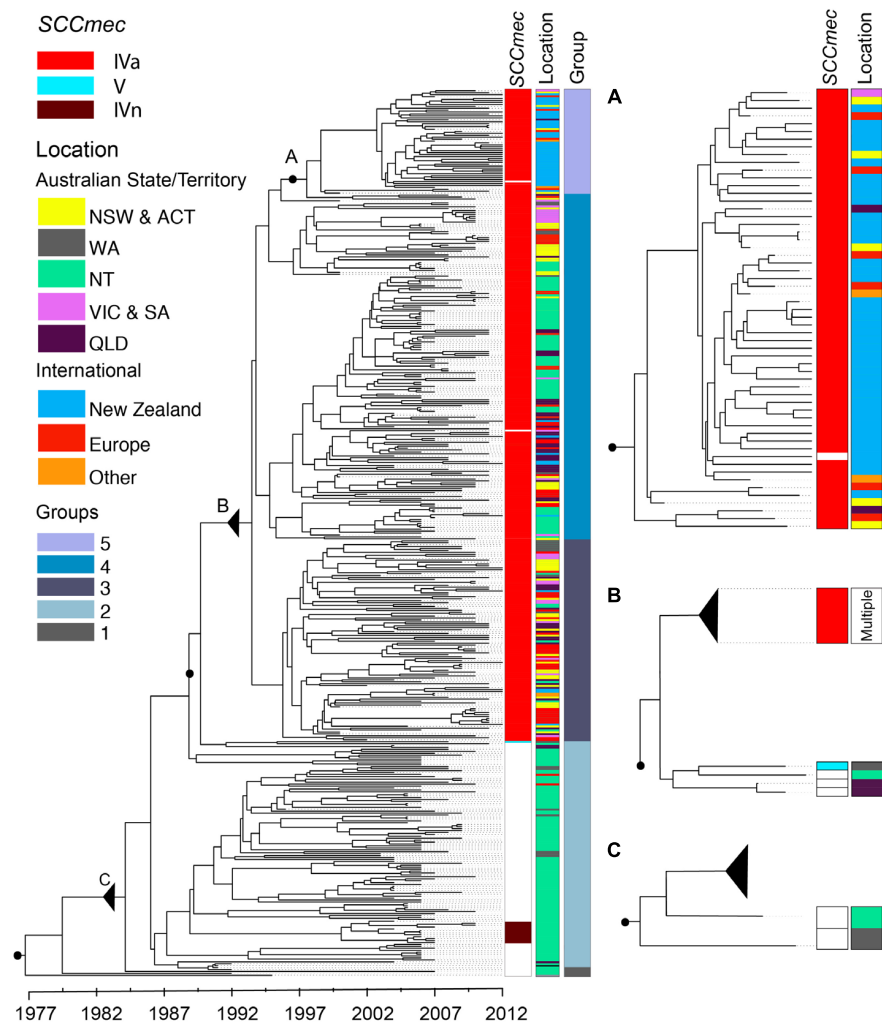 SCCmec
IVa
V
IVn
Location
Australian State/Territory
NSW & ACT
WA
NT
VIC & SA
QLD
International
New Zealand
Europe
Other
Groups
5
4
3
2
1
A
B
C
SCCmec
Location
Group
1977 1982 1987 1992 1997 2002 2007 2012
A
SCCmec
Location
B
Multiple
C